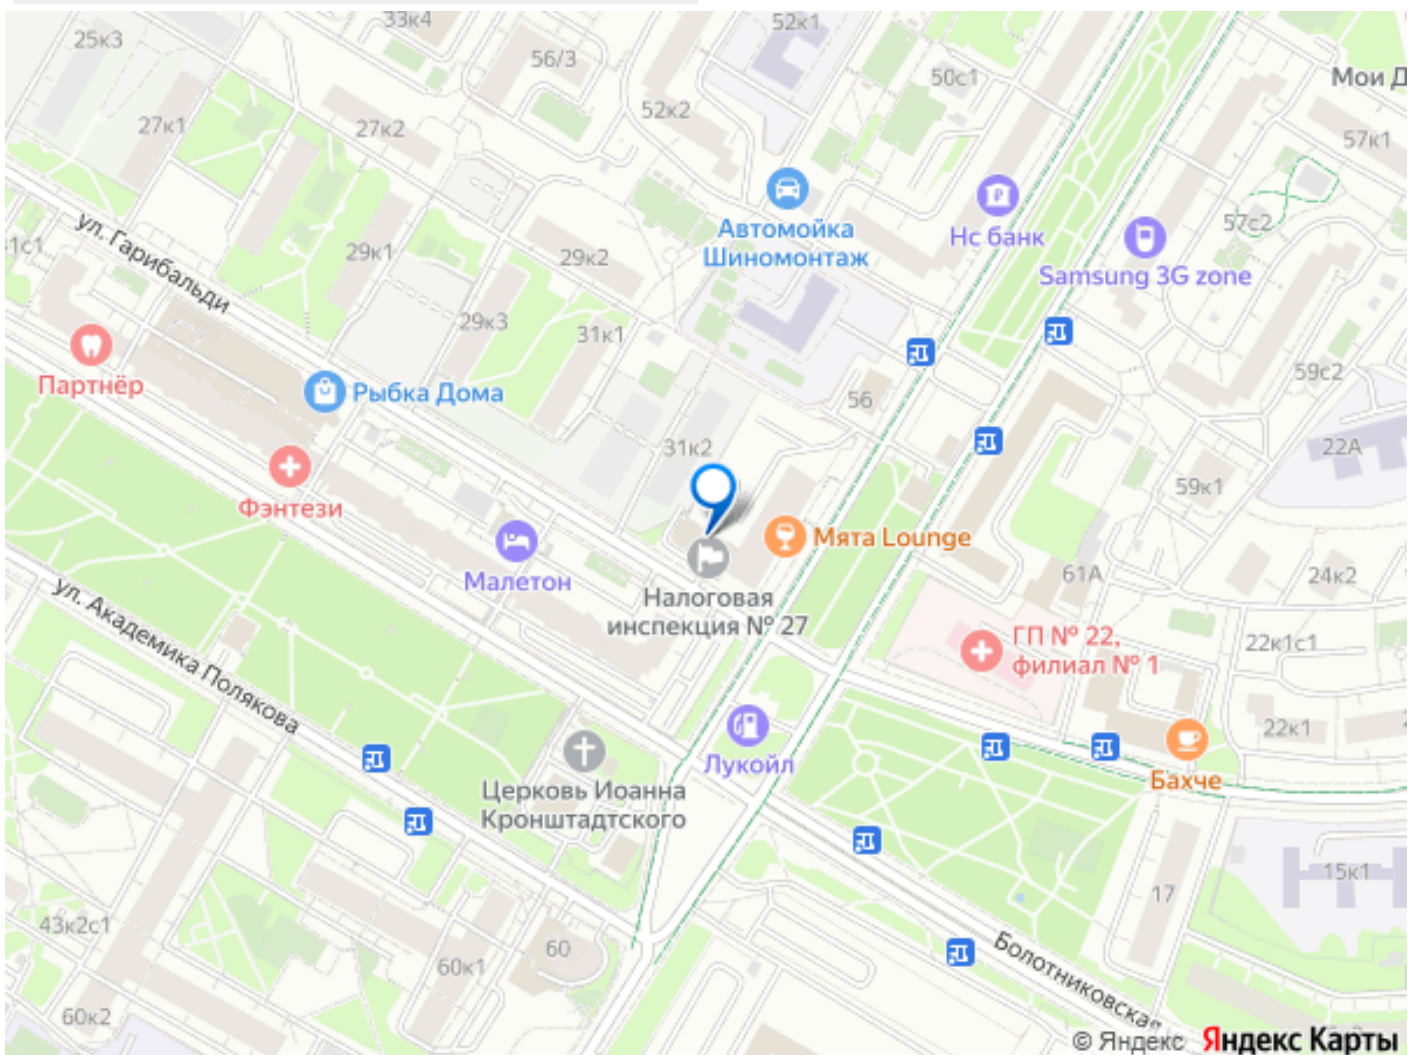 33к4
52к1
25к3
56/3
50с1
Мои Д
52к2
27к1
27к2
57к1
Автомойка
Шиномонтаж
Нс банк
57с2
Samsung 3G zone
ул. Гарибальди
1с1
29к1
29к2
29к3
31к1
Партнёр
Рыбка Дома
56
59с2
31к2
22А
Фэнтези
59к1
Мята Lounge
Малетон
Налоговая
инспекция № 27
61А
24к2
ул. Академика Полякова
ГП № 22,
филиал № 1
22к1с1
22к1
Лукойл
Бахче
Церковь Иоанна
Кронштадтского
15к1
17
43к2с1
60
60к1
Болотниковская
60к2
© Яндекс Яндекс Карты